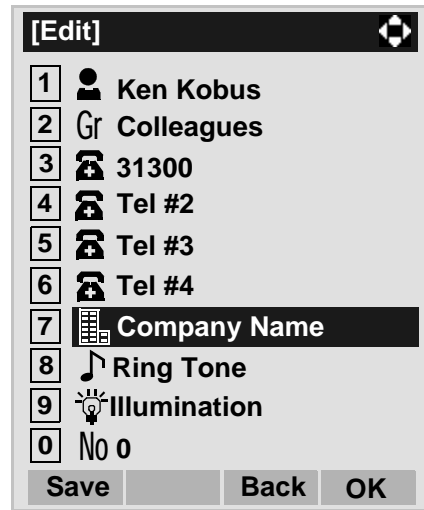 [Edit]
1 Ken Kobus
2 Gr Colleagues
3 31300
4 Tel #2
5 Tel #3
6 Tel #4
7 Company Name
8 Ring Tone
9 Illumination
0 No 0
Save Back OK